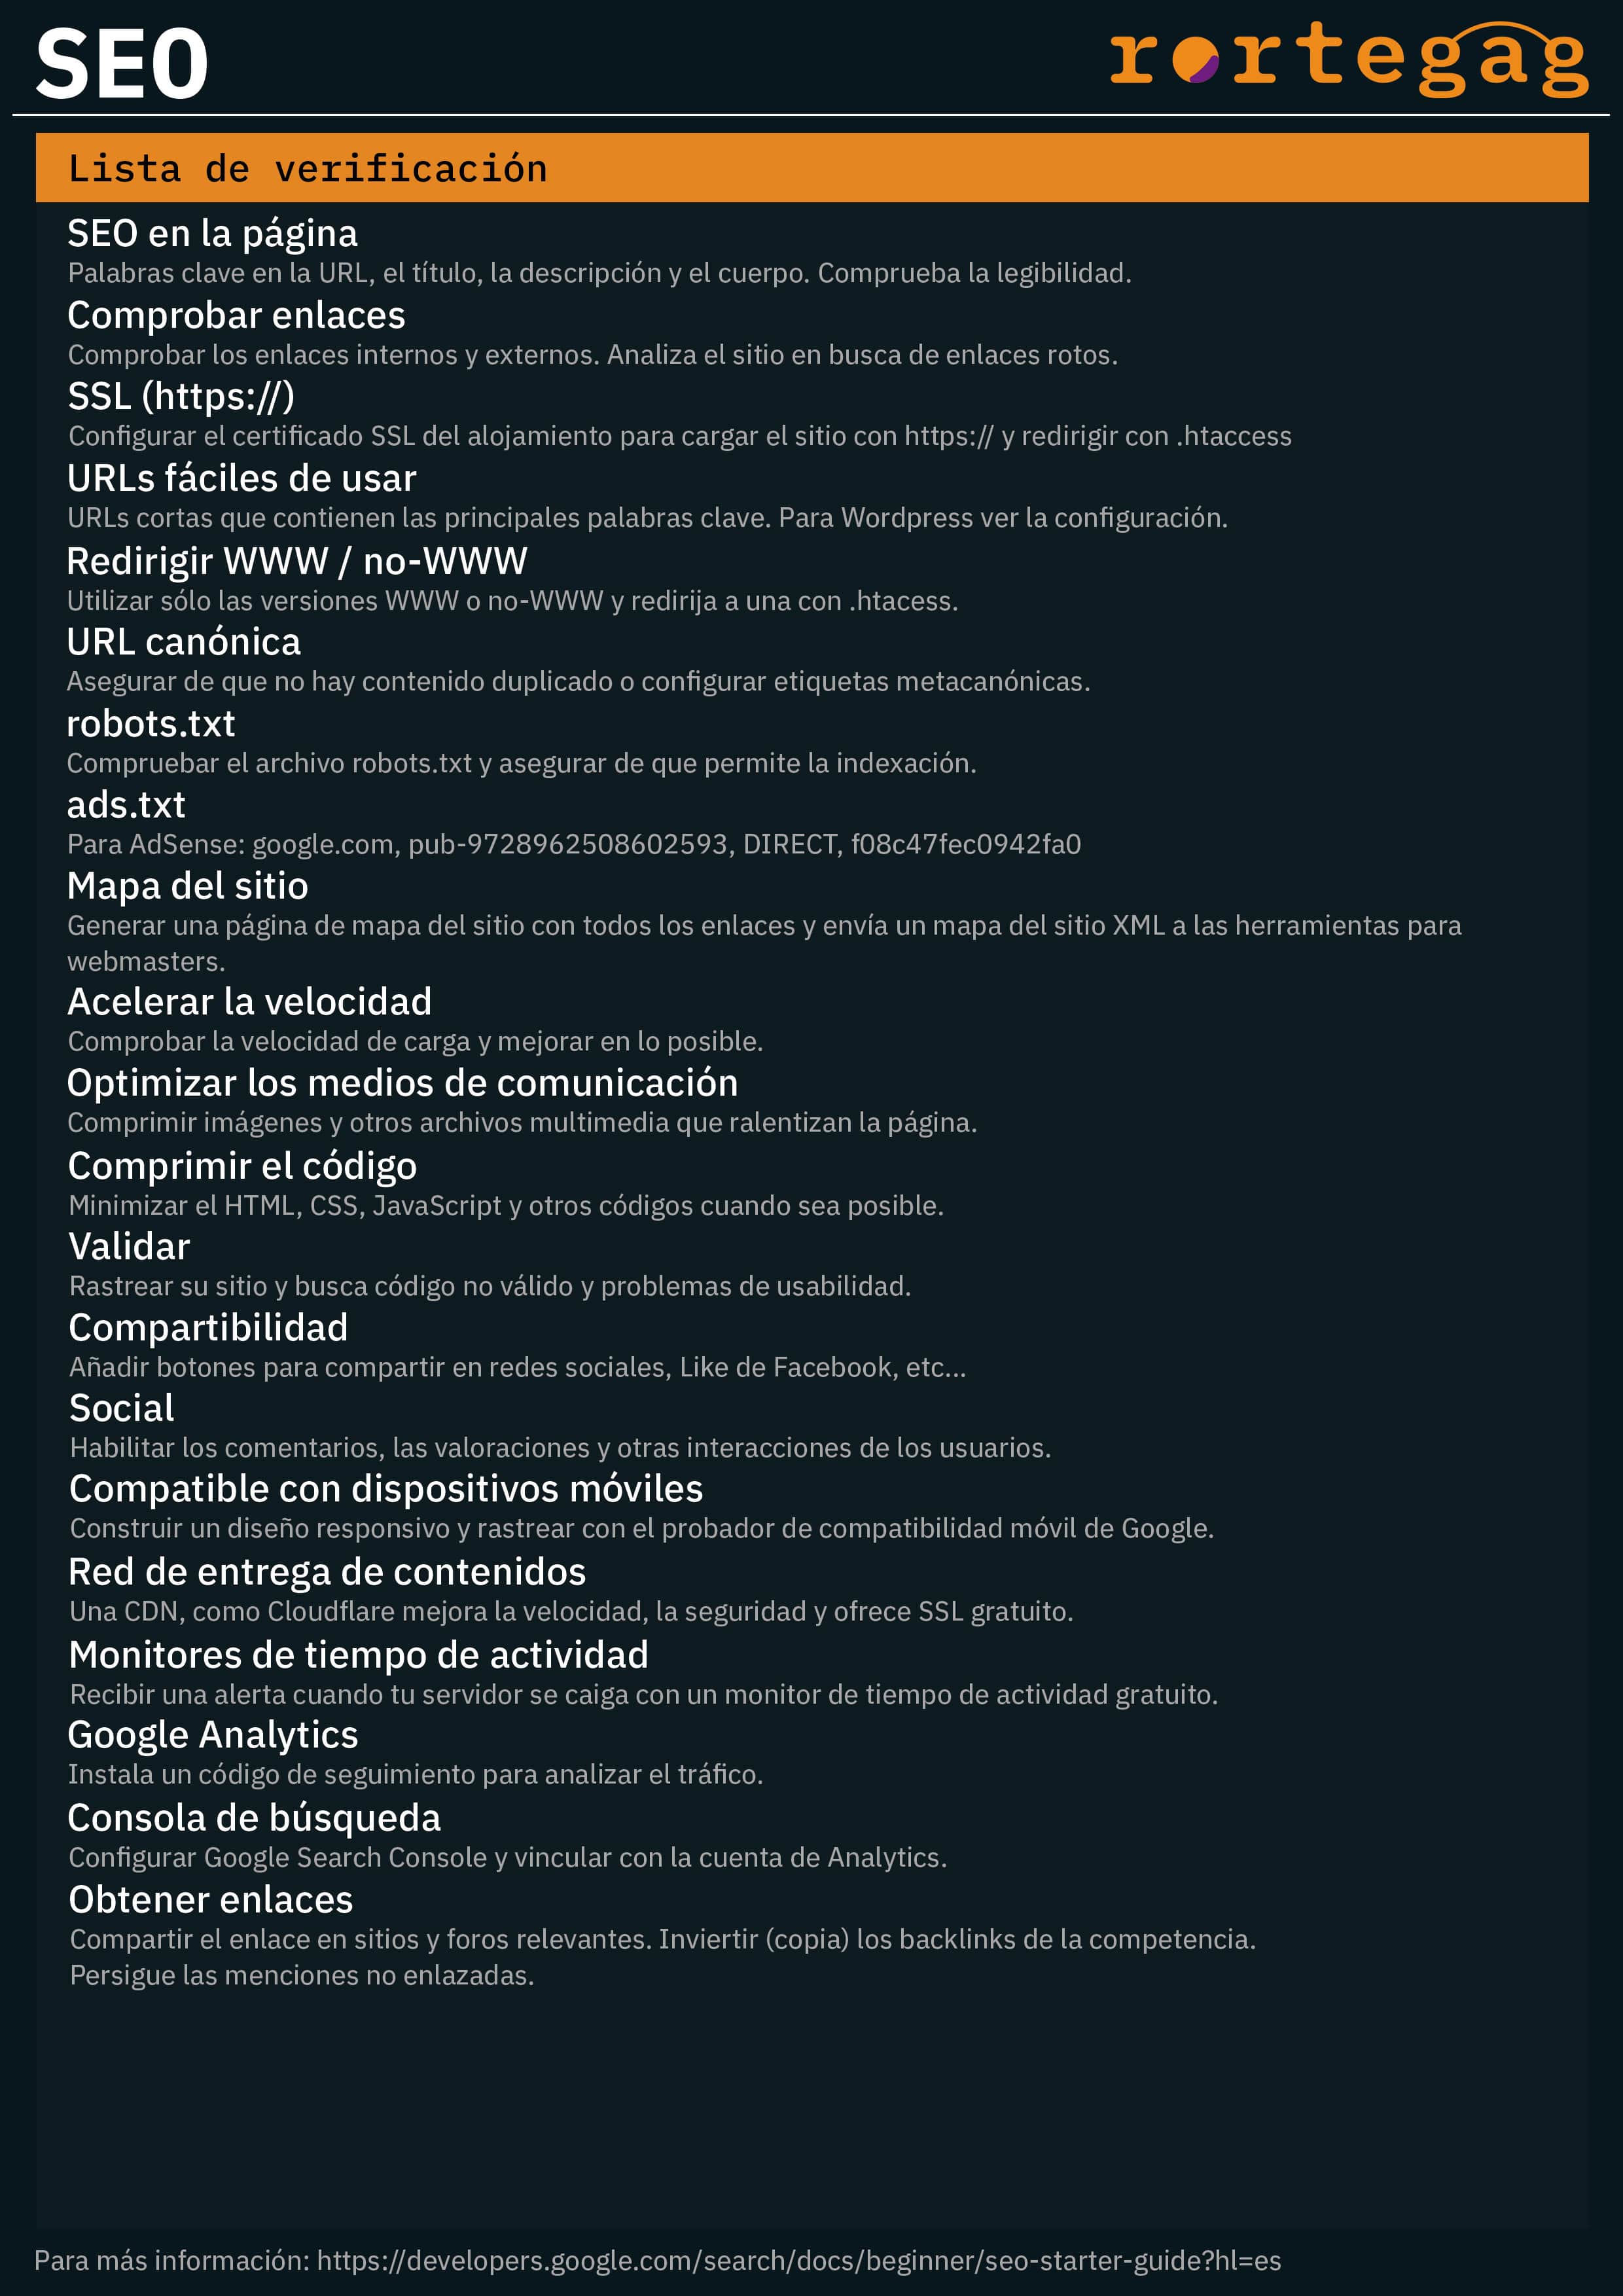 SEO
rortegag
Lista de verificación
SEO en la página
Palabras clave en la URL, el título, la descripción y el cuerpo. Comprueba la legibilidad.
Comprobar enlaces
Comprobar los enlaces internos y externos. Analiza el sitio en busca de enlaces rotos.
SSL (https://)
Configurar el certificado SSL del alojamiento para cargar el sitio con https:// y redirigir con .htaccess
URLs fáciles de usar
URLs cortas que contienen las principales palabras clave. Para Wordpress ver la configuración.
Redirigir WWW / no-WWW
Utilizar sólo las versiones WWW o no-WWW y redirija a una con .htacess.
URL canónica
Asegurar de que no hay contenido duplicado o configurar etiquetas metacanónicas.
robots.txt
Compruebar el archivo robots.txt y asegurar de que permite la indexación.
ads.txt
Para AdSense: google.com, pub-9728962508602593, DIRECT, f08c47fec0942fa0
Mapa del sitio
Generar una página de mapa del sitio con todos los enlaces y envía un mapa del sitio XML a las herramientas para
webmasters.
Acelerar la velocidad
Comprobar la velocidad de carga y mejorar en lo posible.
Optimizar los medios de comunicación
Comprimir imágenes y otros archivos multimedia que ralentizan la página.
Comprimir el código
Minimizar el HTML, CSS, JavaScript y otros códigos cuando sea posible.
Validar
Rastrear su sitio y busca código no válido y problemas de usabilidad.
Compartibilidad
Añadir botones para compartir en redes sociales, Like de Facebook, etc...
Social
Habilitar los comentarios, las valoraciones y otras interacciones de los usuarios.
Compatible con dispositivos móviles
Construir un diseño responsivo y rastrear con el probador de compatibilidad móvil de Google.
Red de entrega de contenidos
Una CDN, como Cloudflare mejora la velocidad, la seguridad y ofrece SSL gratuito.
Monitores de tiempo de actividad
Recibir una alerta cuando tu servidor se caiga con un monitor de tiempo de actividad gratuito.
Google Analytics
Instala un código de seguimiento para analizar el tráfico.
Consola de búsqueda
Configurar Google Search Console y vincular con la cuenta de Analytics.
Obtener enlaces
Compartir el enlace en sitios y foros relevantes. Inviertir (copia) los backlinks de la competencia.
Persigue las menciones no enlazadas.
Para más información: https://developers.google.com/search/docs/beginner/seo-starter-guide?hl=es